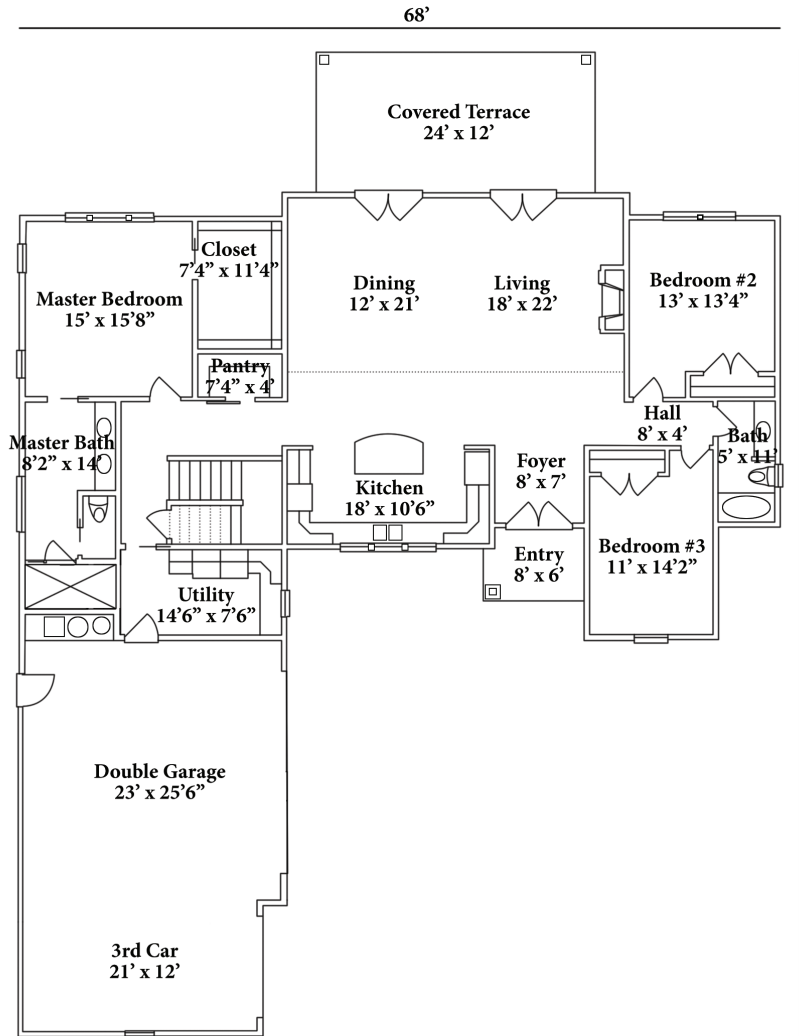 68’
Covered Terrace
24’ x 12’
Closet
7’4” x 11’4”
Master Bedroom
15’ x 15’8”
Dining
12’ x 21’
Living
18’ x 22’
Bedroom #2
13’ x 13’4”
Pantry
7’4” x 4’
Hall
8’ x 4’
Master Bath
8’2” x 14’
Bath
5’ x 11’
Kitchen
18’ x 10’6”
Foyer
8’ x 7’
Entry
8’ x 6’
Bedroom #3
11’ x 14’2”
Utility
14’6” x 7’6”
Double Garage
23’ x 25’6”
3rd Car
21’ x 12’